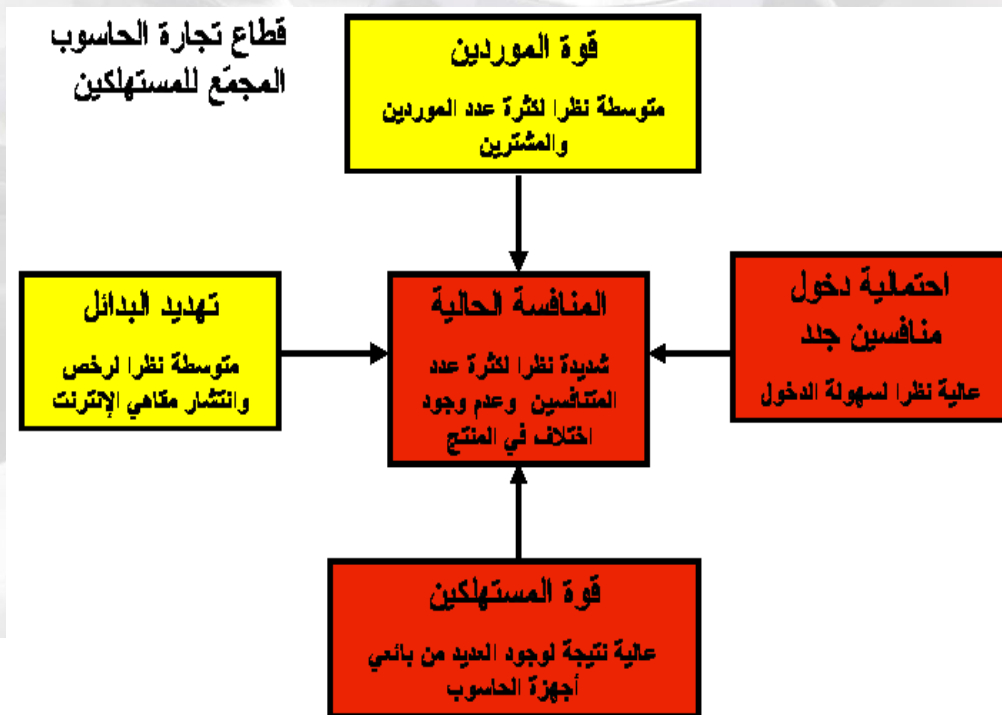 قطاع تجارة الحاسوب
المجمّع للمستهلكين
قوة الموردين
متوسطة نظرا لكثرة عدد الموردين
والمشترين
احتمالية دخول
منافسين جدد
عالية نظرا لسهولة الدخول
المنافسة الحالية
شديدة نظرا لكثرة عدد
المتنافسين وعدم وجود
اختلاف في المنتج
تهديد البدائل
متوسطة نظرا لرخص
وانتشار مقاهي الإنترنت
قوة المستهلكين
عالية نتيجة لوجود العديد من بائعي
أجهزة الحاسوب